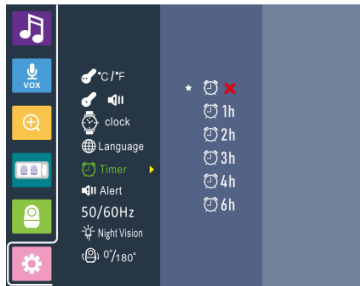 VOX
°C/°F
clock
Language
Timer
Alert
50/60Hz
Night Vision
0°/180°
1h
2h
3h
4h
6h